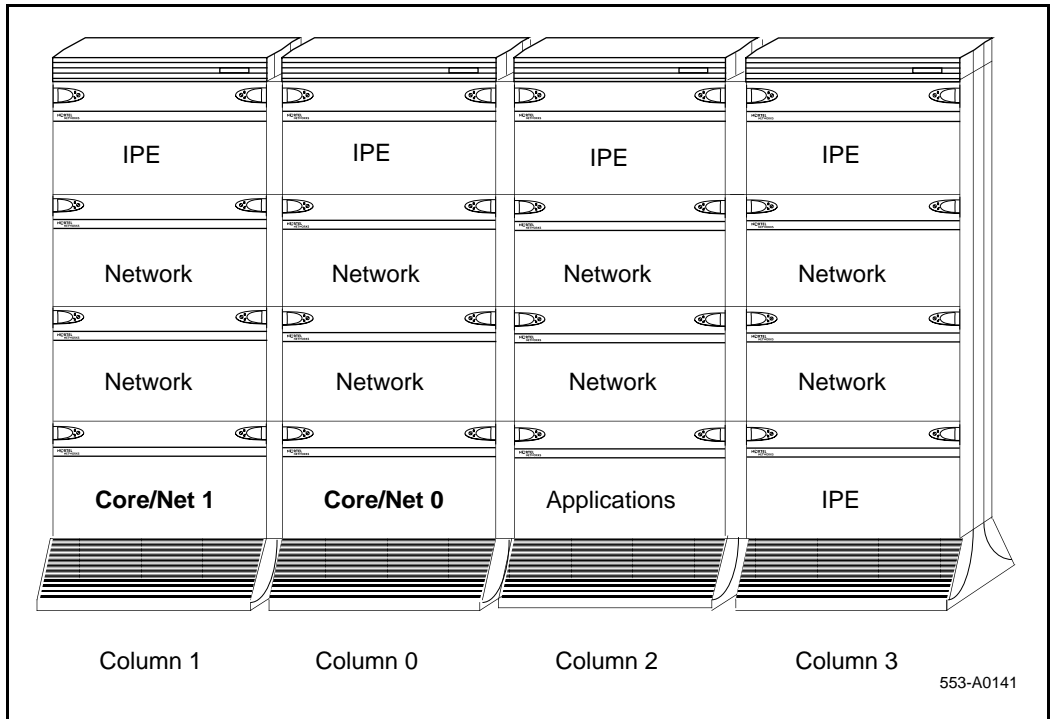 IPE IPE IPE IPE
Network Network Network Network
Network Network Network Network
Core/Net 1 Core/Net 0 Applications IPE
Column 1 Column 0 Column 2 Column 3
553-A0141